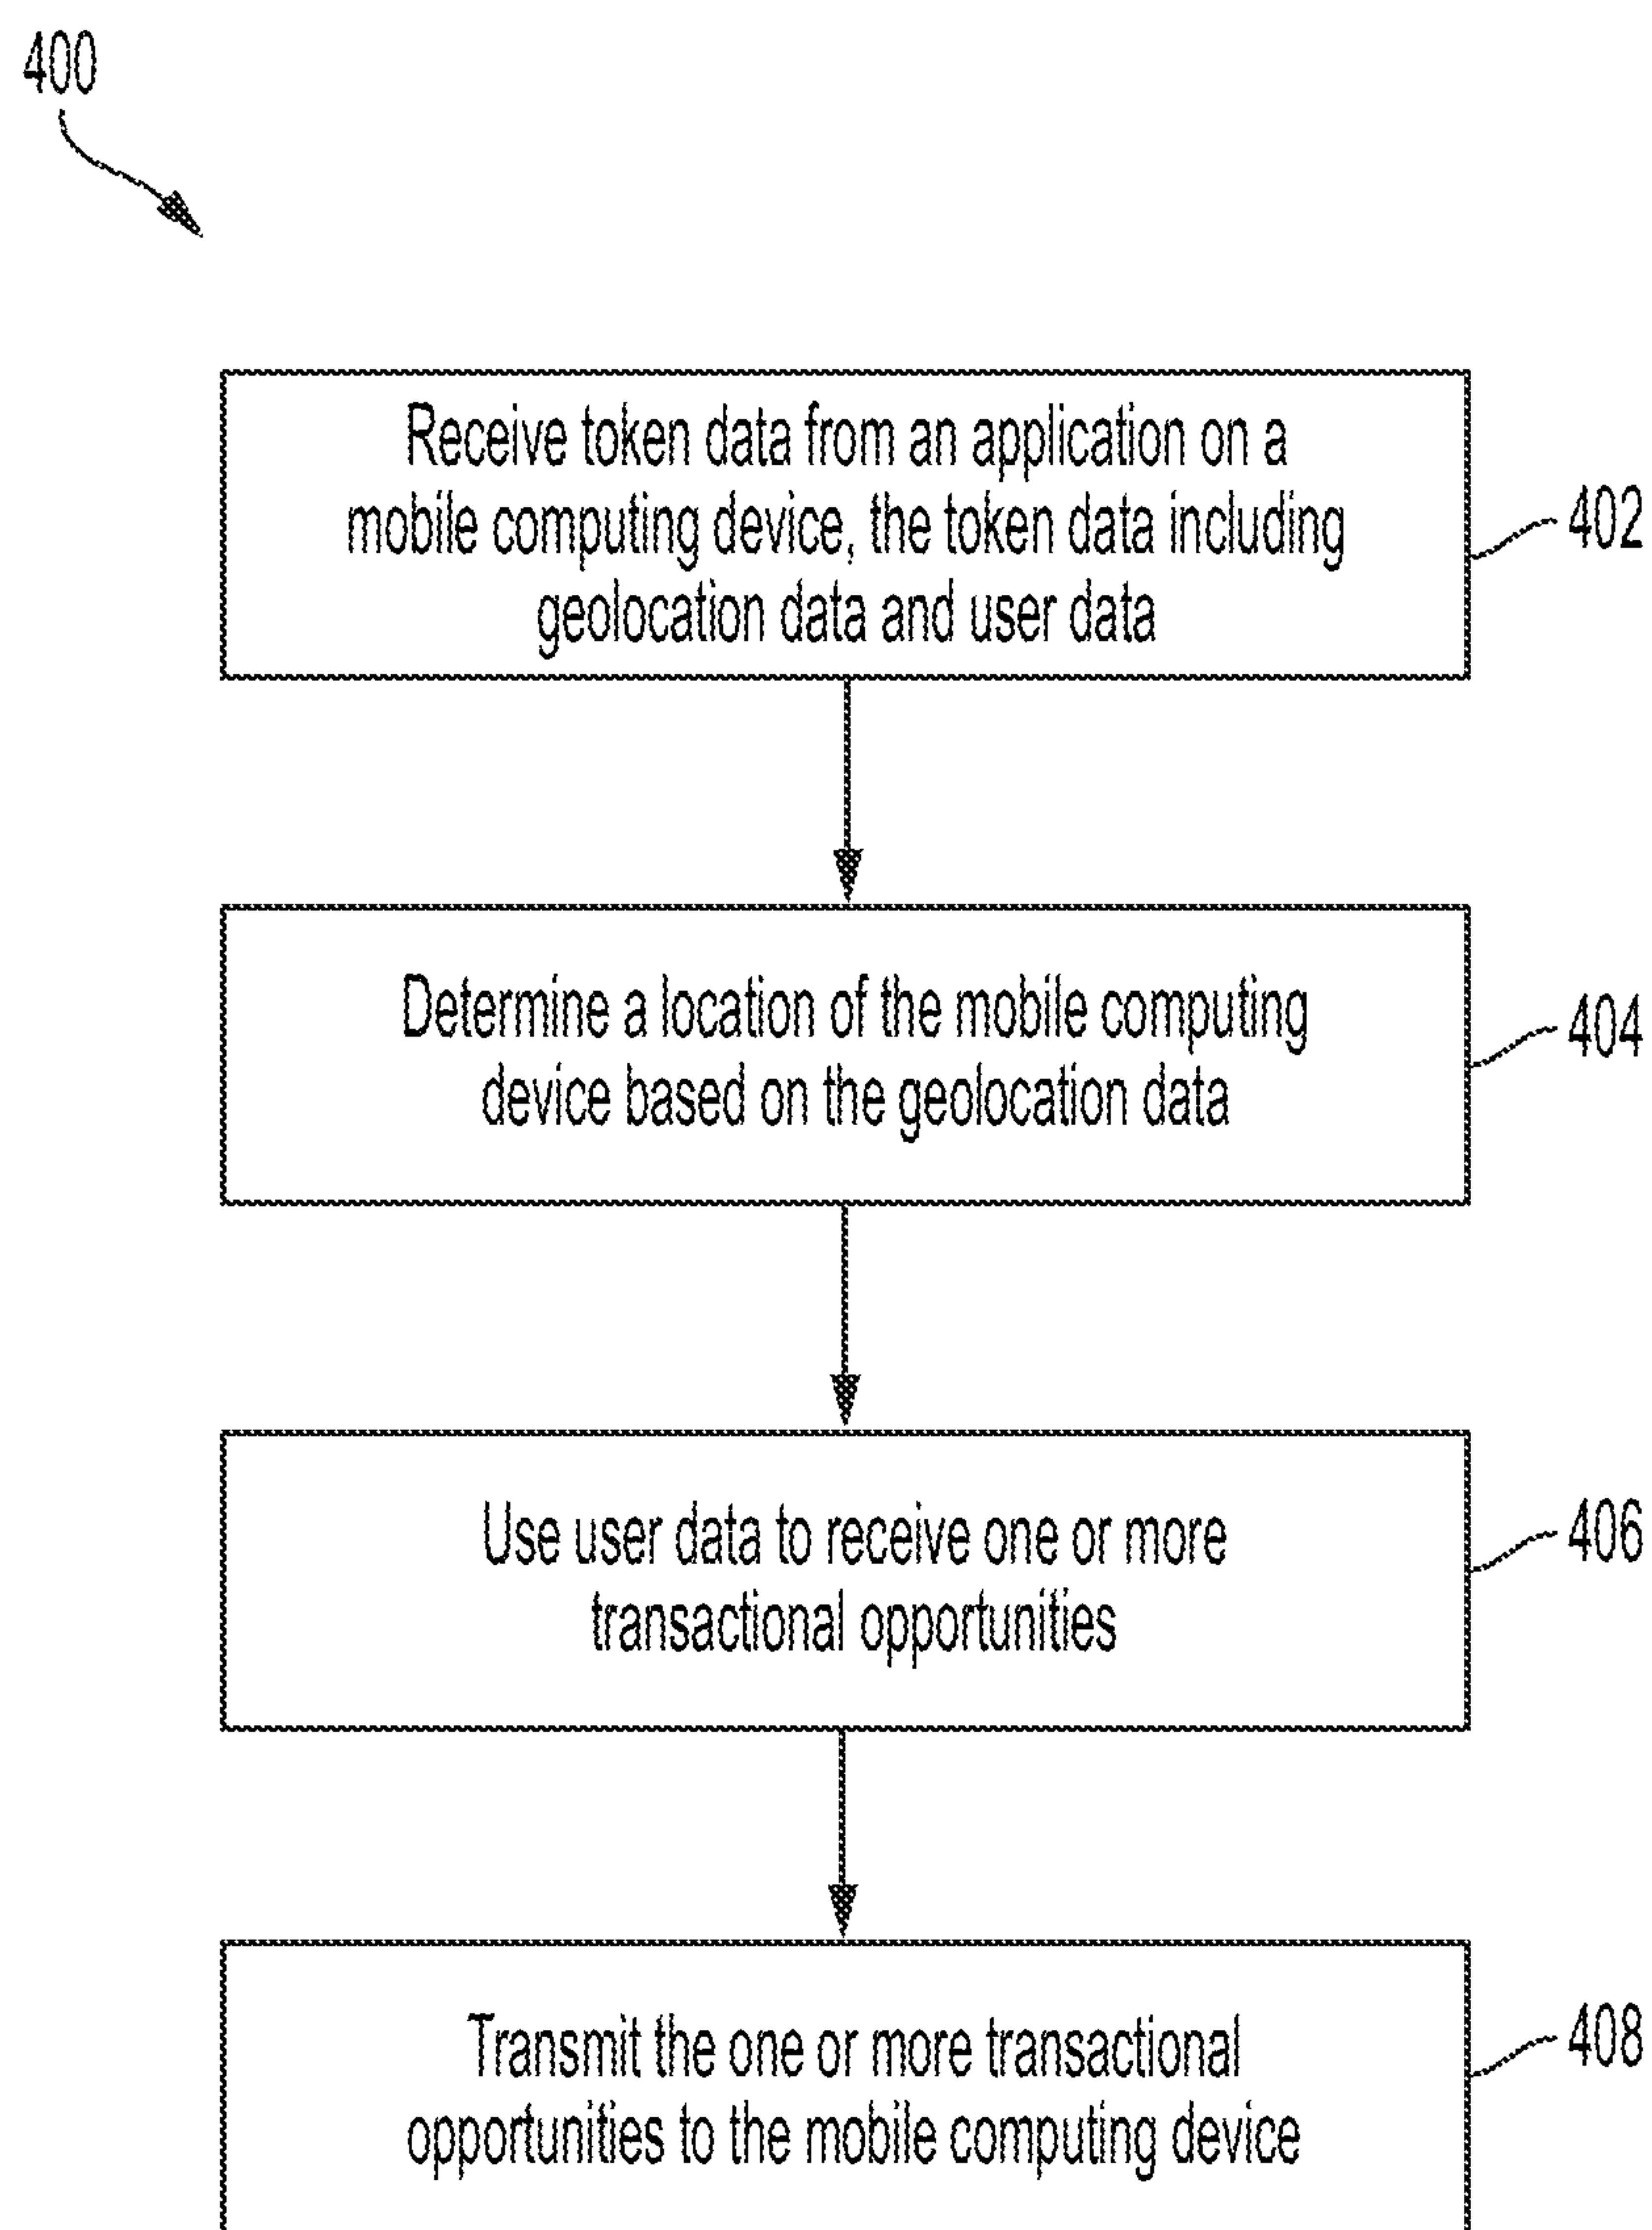 400
Receive token data from an application on a
mobile computing device, the token data including
geolocation data and user data
402
Determine a location of the mobile computing
device based on the geolocation data
404
Use user data to receive one or more
transactional opportunities
406
Transmit the one or more transactional
opportunities to the mobile computing device
408